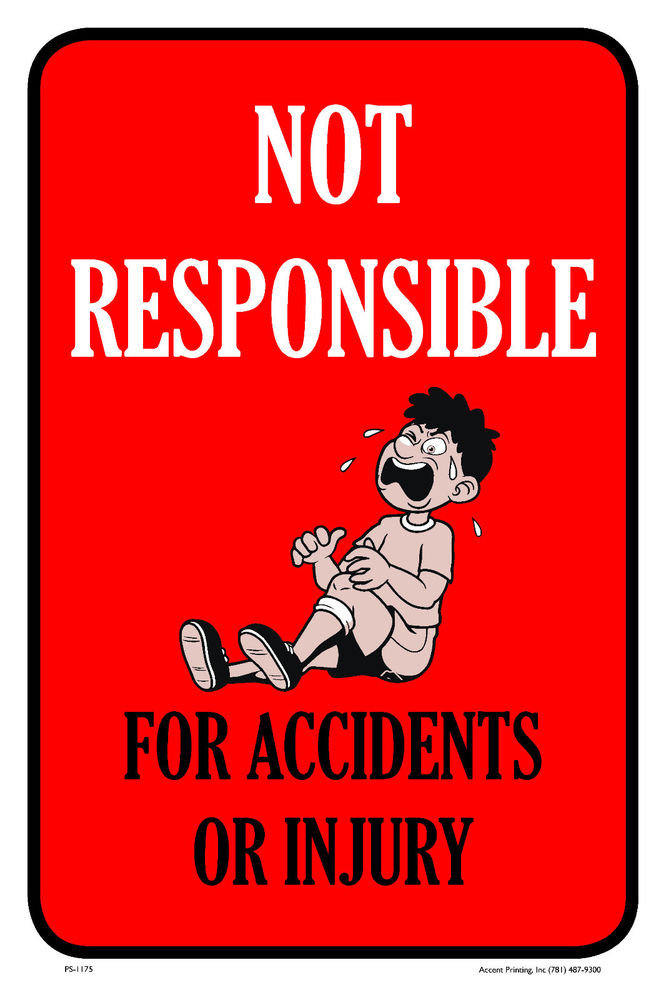 NOT
RESPONSIBLE
FOR ACCIDENTS
OR INJURY
PS-1175 Accent Printing, Inc (781) 487-9300